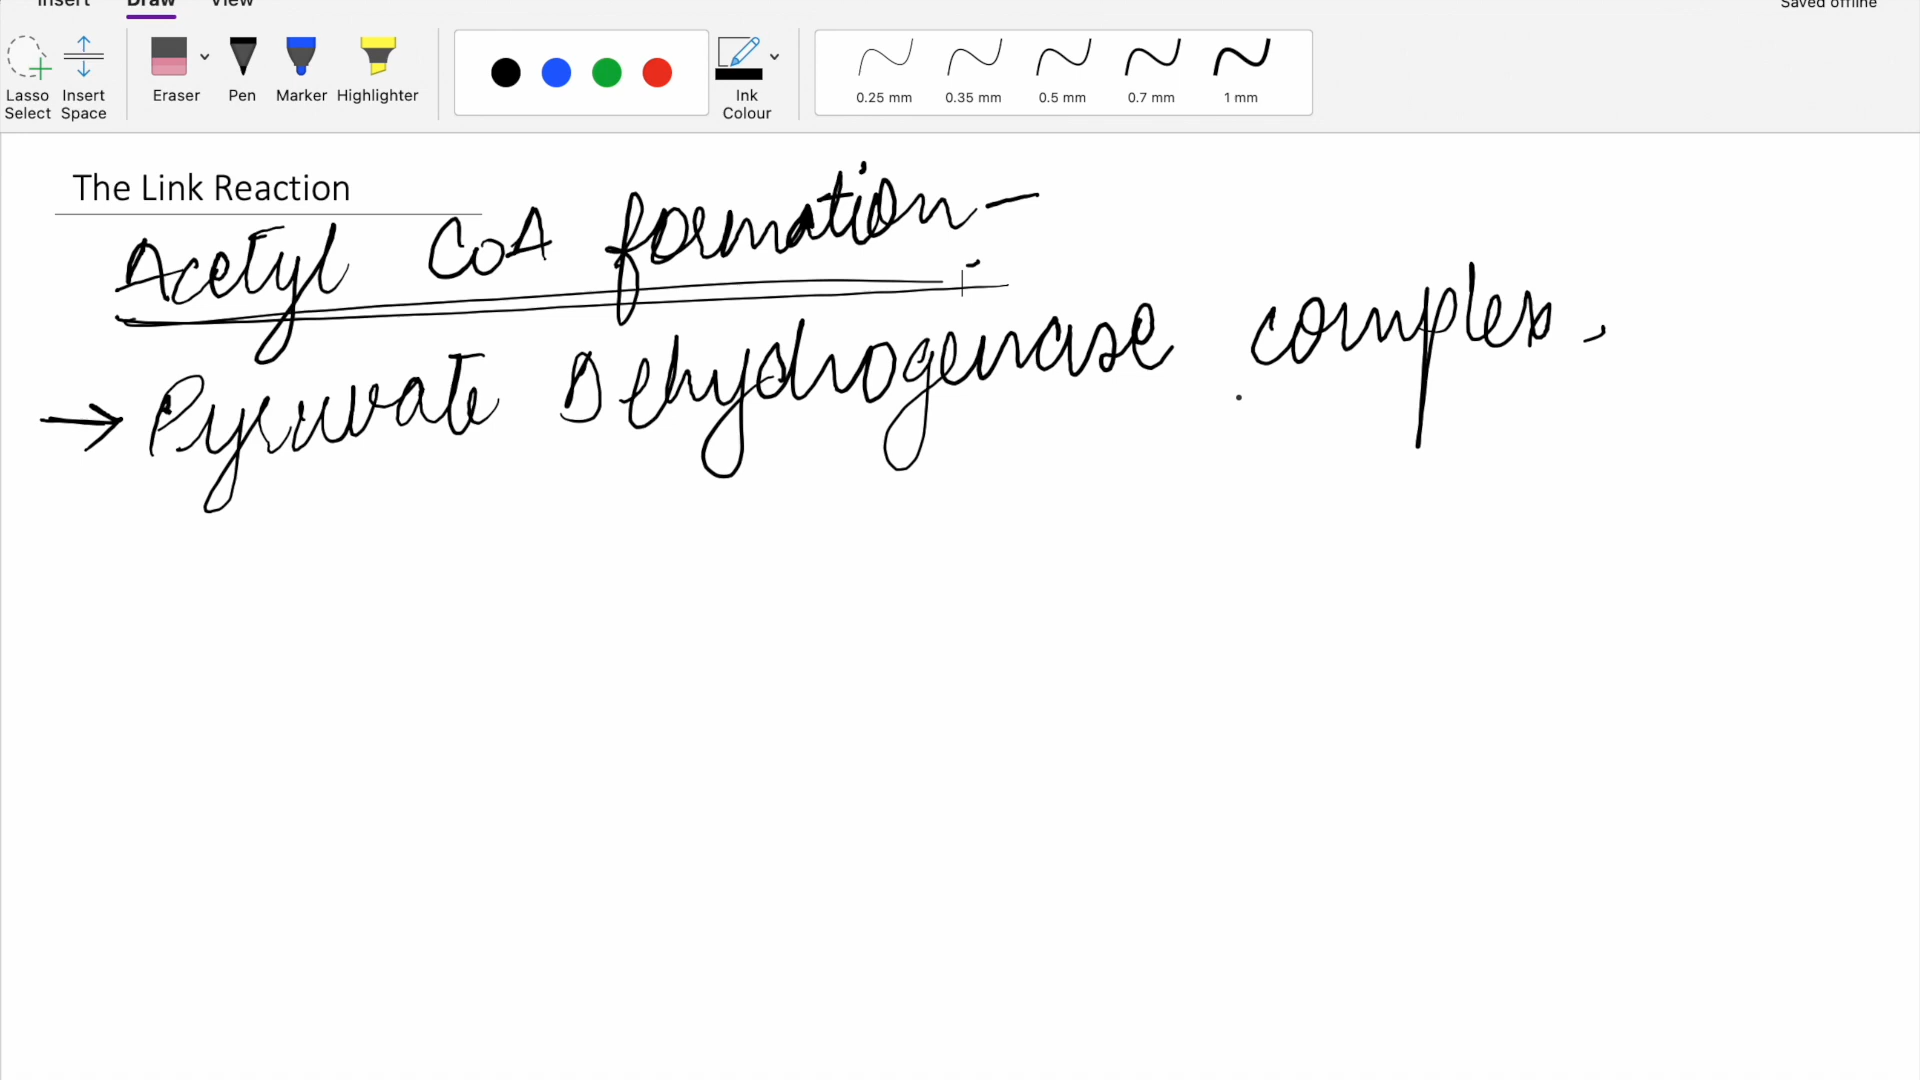 Insert Draw View Saved offline
Lasso Select
Insert Space
Eraser
Pen
Marker
Highlighter
Ink Colour
0.25 mm 0.35 mm 0.5 mm 0.7 mm 1 mm
The Link Reaction
Acetyl CoA formation-
→ Pyruvate Dehydrogenase complex.